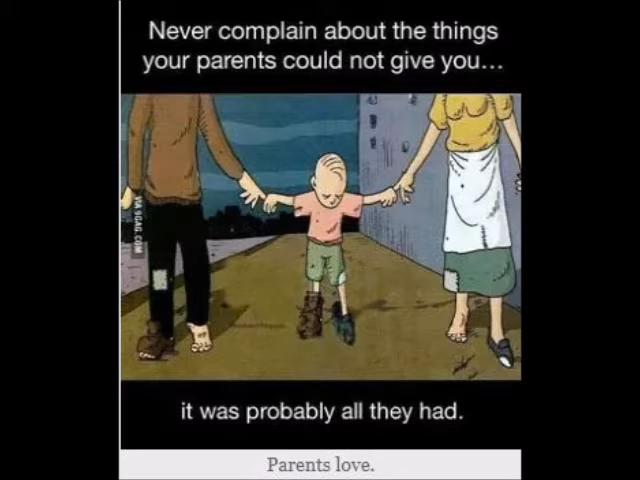 Never complain about the things
your parents could not give you...
VIA 9GAG.COM
it was probably all they had.
Parents love.